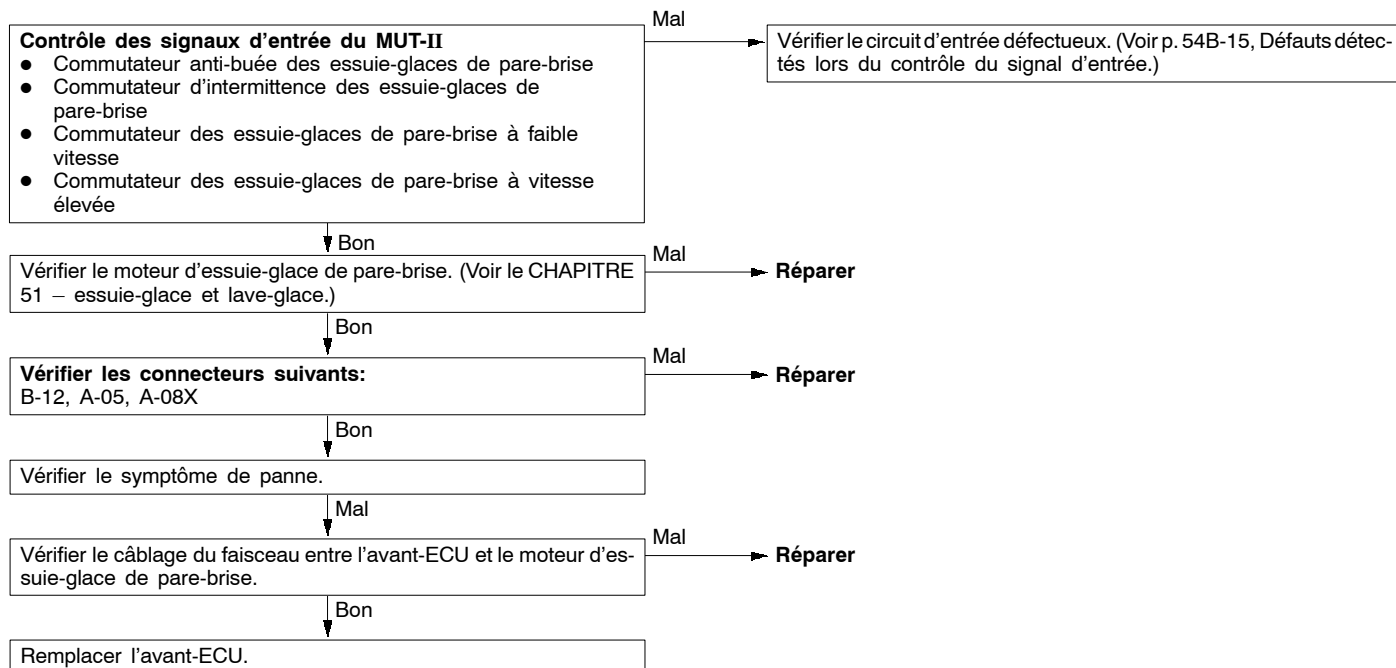 Mal
Contrôle des signaux d'entrée du MUT-II
● Commutateur anti-buée des essuie-glaces de pare-brise
● Commutateur d'intermittence des essuie-glaces de
pare-brise
● Commutateur des essuie-glaces de pare-brise à faible
vitesse
● Commutateur des essuie-glaces de pare-brise à vitesse
élevée
Vérifier le circuit d'entrée défectueux. (Voir p. 54B-15, Défauts détec-
tés lors du contrôle du signal d'entrée.)
Bon
Mal
Vérifier le moteur d'essuie-glace de pare-brise. (Voir le CHAPITRE
51 – essuie-glace et lave-glace.)
Réparer
Bon
Mal
Vérifier les connecteurs suivants:
B-12, A-05, A-08X
Réparer
Bon
Vérifier le symptôme de panne.
Mal
Mal
Vérifier le câblage du faisceau entre l'avant-ECU et le moteur d'es-
suie-glace de pare-brise.
Réparer
Bon
Remplacer l'avant-ECU.